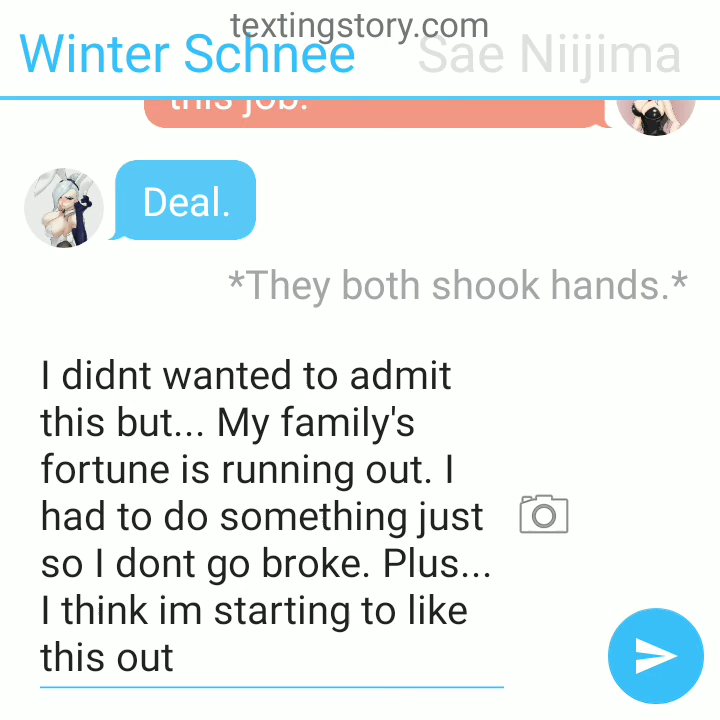 textingstory.com
Winter Schnee Sae Niijima
this job.
Deal.
*They both shook hands.*
I didnt wanted to admit
this but... My family's
fortune is running out. I
had to do something just
so I dont go broke. Plus...
I think im starting to like
this out